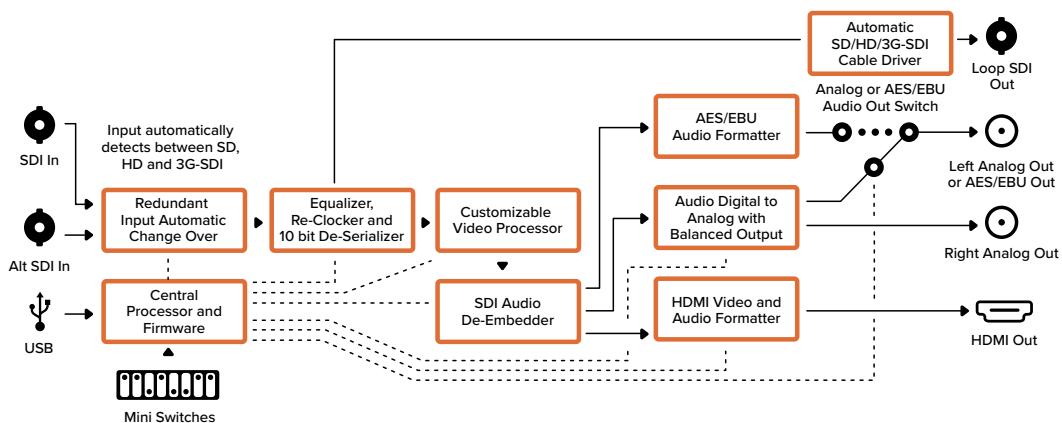 Automatic
SD/HD/3G-SDI
Cable Driver
Loop SDI
Out
Analog or AES/EBU
Audio Out Switch
SDI In
Input automatically
detects between SD,
HD and 3G-SDI
AES/EBU
Audio Formatter
Left Analog Out
or AES/EBU Out
Alt SDI In
Redundant
Input Automatic
Change Over
Equalizer,
Re-Clocker and
10 bit De-Serializer
Customizable
Video Processor
Audio Digital to
Analog with
Balanced Output
Right Analog Out
USB
Central
Processor and
Firmware
SDI Audio
De-Embedder
HDMI Video and
Audio Formatter
HDMI Out
Mini Switches